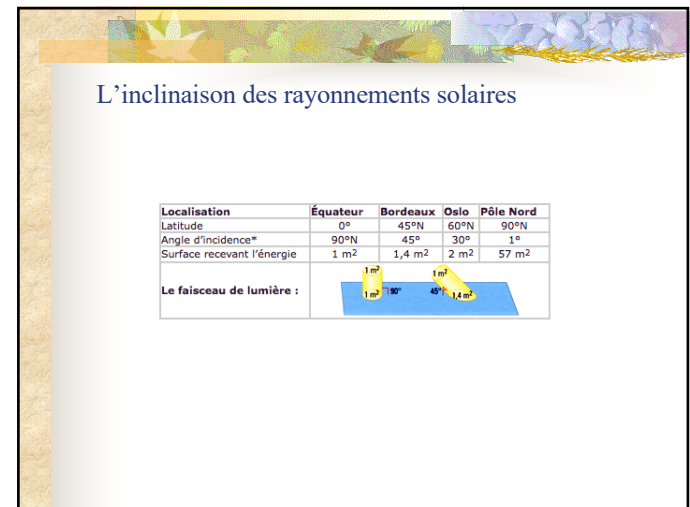 L'inclinaison des rayonnements solaires
Localisation Équateur Bordeaux Oslo Pôle Nord
Latitude 0° 45°N 60°N 90°N
Angle d'incidence* 90°N 45° 30° 1°
Surface recevant l'énergie 1 m² 1,4 m² 2 m² 57 m²
Le faisceau de lumière :
1 m² 1 m²
1 m² 90° 45° 1,4 m²